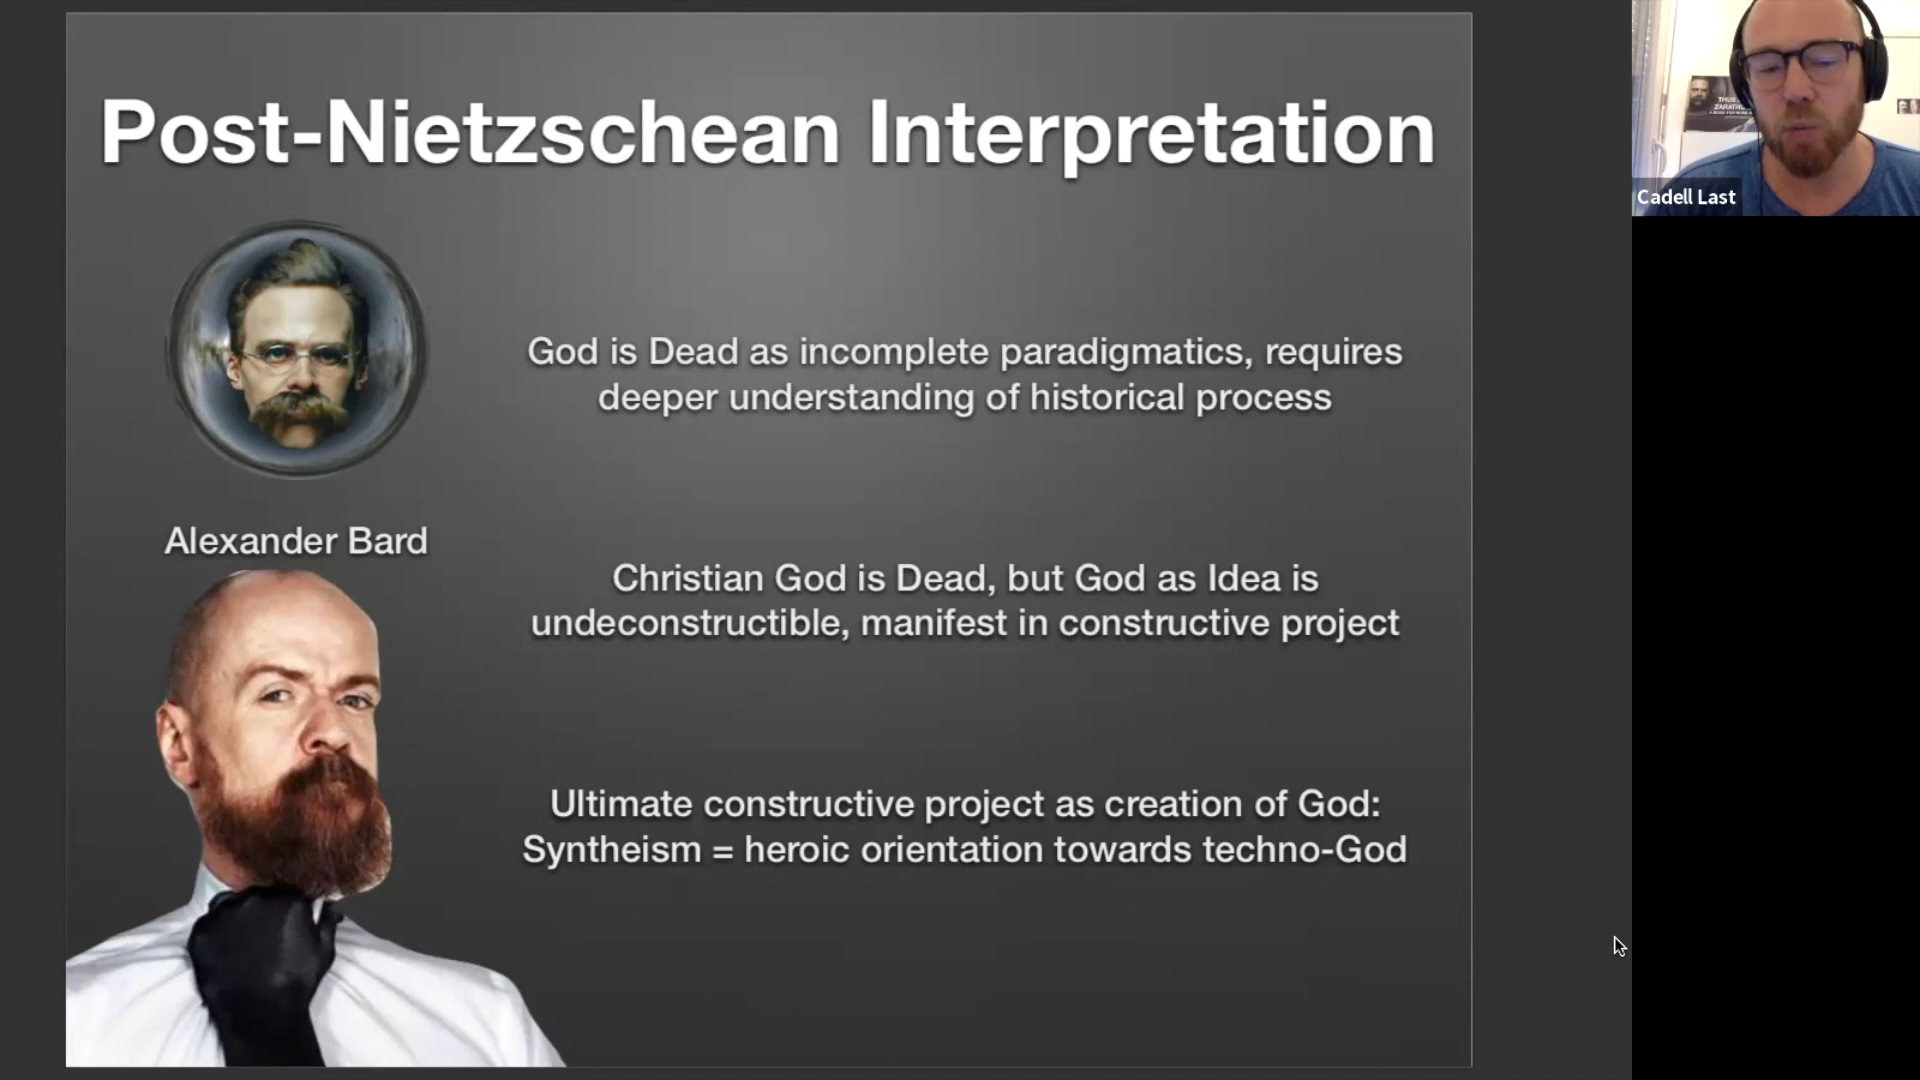 Post-Nietzschean Interpretation
God is Dead as incomplete paradigmatics, requires
deeper understanding of historical process
Alexander Bard
Christian God is Dead, but God as Idea is
undeconstructible, manifest in constructive project
Ultimate constructive project as creation of God:
Syntheism = heroic orientation towards techno-God
THUS
Cadell Last